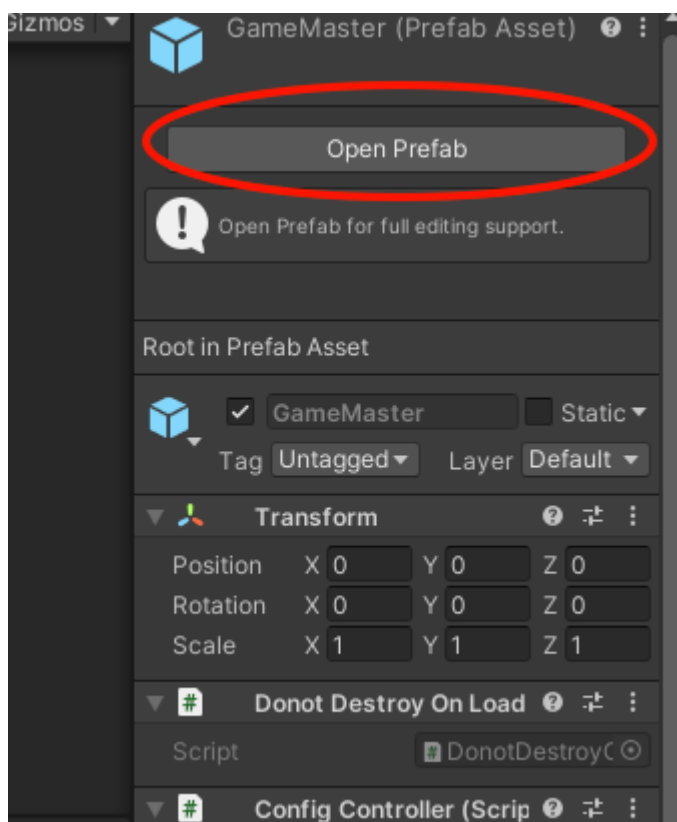 Gizmos
GameMaster (Prefab Asset)
Open Prefab
Open Prefab for full editing support.
Root in Prefab Asset
GameMaster Static
Tag Untagged Layer Default
Transform
Position X 0 Y 0 Z 0
Rotation X 0 Y 0 Z 0
Scale X 1 Y 1 Z 1
# Donot Destroy On Load
Script # DonotDestroyO
# Config Controller (Scrip